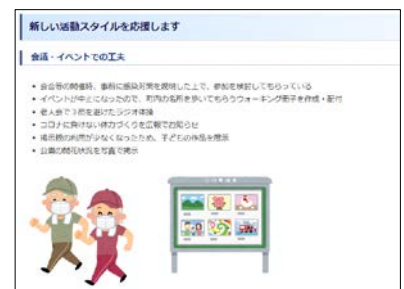 新しい活動スタイルを応援します
会議・イベントでの工夫
• 会合等の開催時、事前に感染対策を説明した上で、参加を検討してもらっている
• イベントが中止になったので、町内の名所を歩いてもらうウォーキング冊子を作成・配付
• 老人会で3密を避けたラジオ体操
• コロナに負けない体力づくりを広報でお知らせ
• 掲示板の利用が少なくなったため、子どもの作品を展示
• 公園の開花状況を写真で掲示